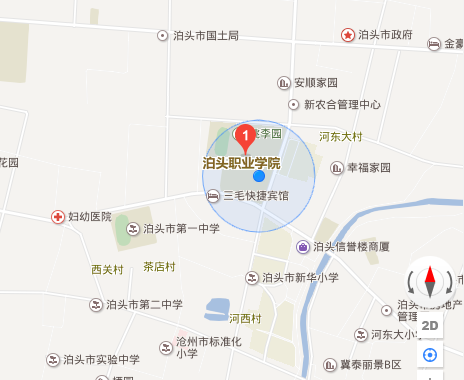 泊头市国土局
泊头市政府
金豪
安顺家园
新农合管理中心
河东大村
李园
1
泊头职业学院
花园
幸福家园
三毛快捷宾馆
妇幼医院
泊头市第一中学
泊头信誉楼商厦
西关村
茶店村
泊头市新华小学
泊头市第二中学
河西村
管理
2D
河东大小学
沧州市标准化
小学
泊头市实验中学
冀泰丽景B区